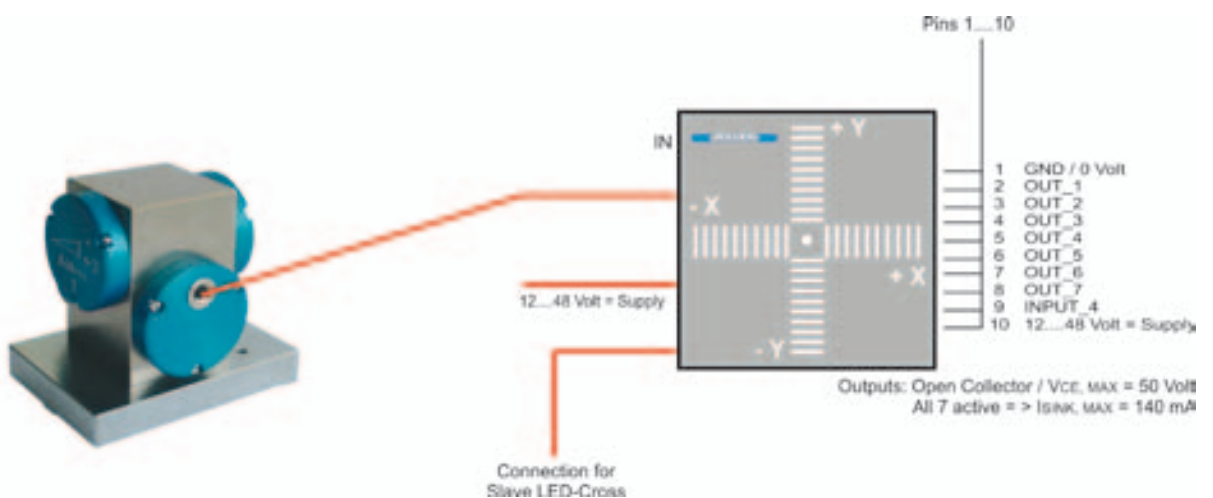 Pins 1....10
IN
+ Y
- X
+ X
- Y
1 GND / 0 Volt
2 OUT_1
3 OUT_2
4 OUT_3
5 OUT_4
6 OUT_5
7 OUT_6
8 OUT_7
9 INPUT_4
10 12....48 Volt = Supply
12....48 Volt = Supply
Outputs: Open Collector / VCE, MAX = 50 Volt
All 7 active = > ISINK, MAX = 140 mA
Connection for
Slave LED-Cross